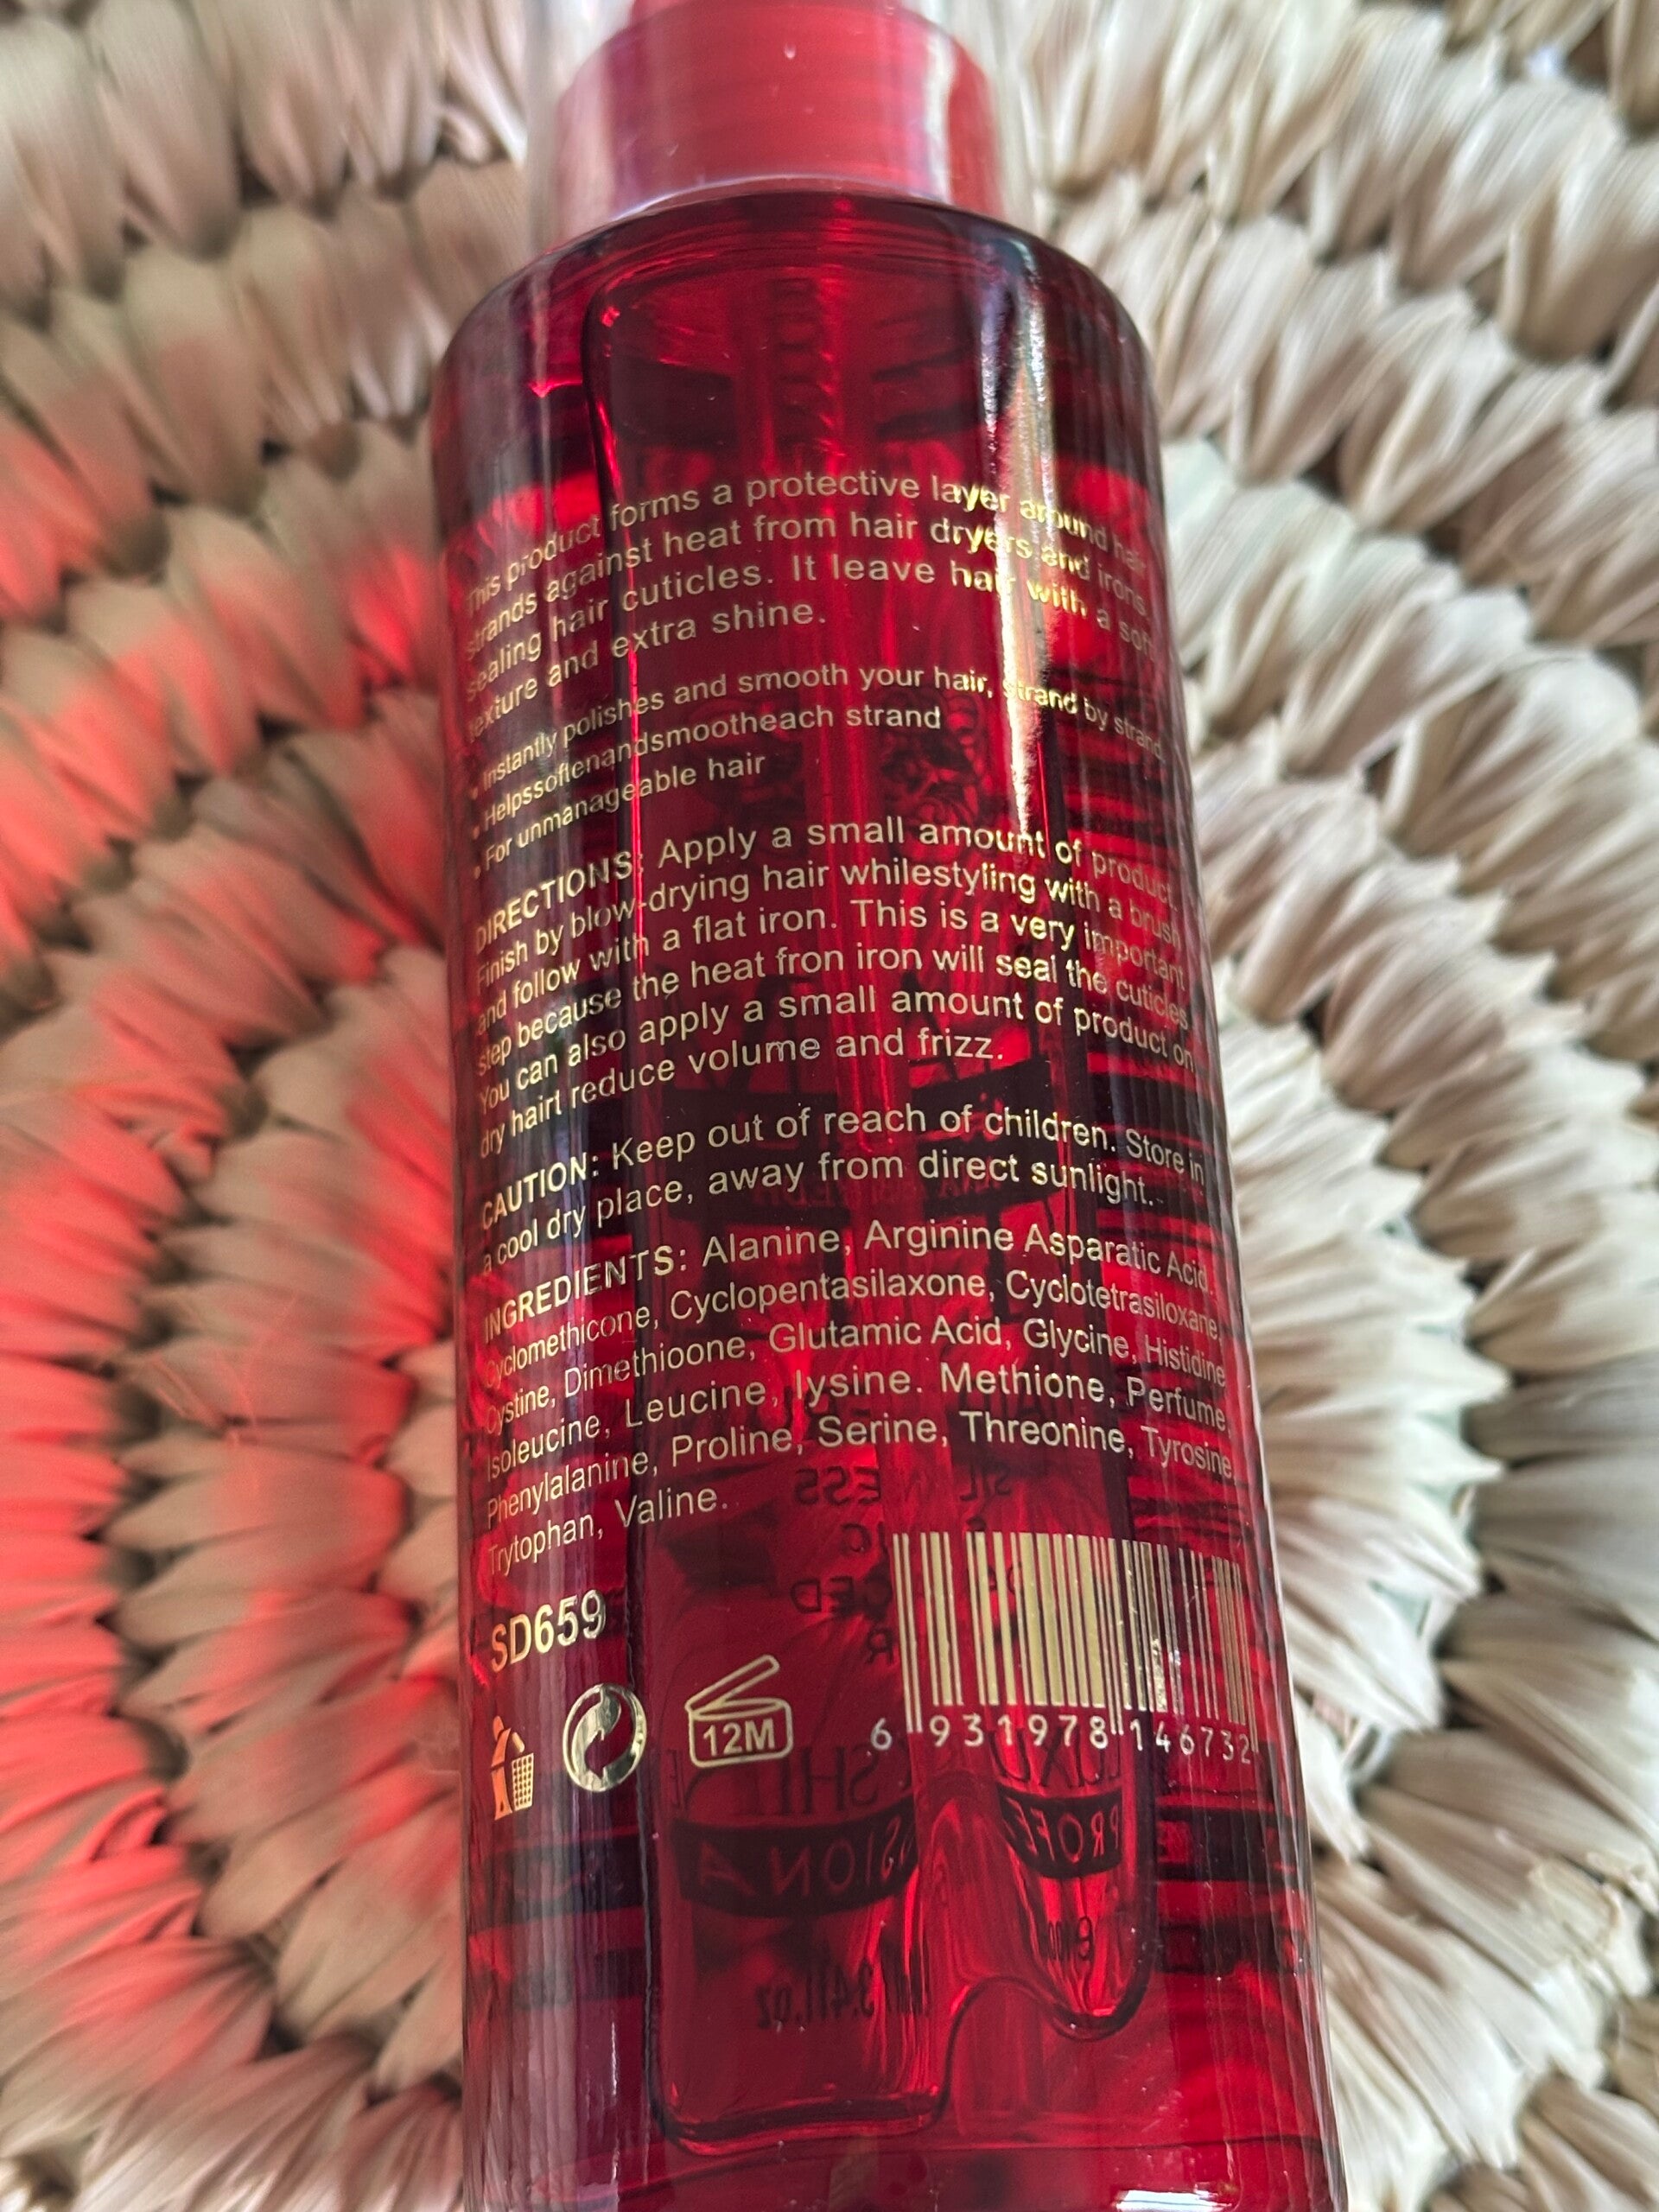 This product forms a protective layer around hair
strands against heat from hair dryers and irons
sealing hair cuticles. It leave hair with a soft
texture and extra shine.
• Instantly polishes and smooth your hair, strand by strand
• Helpssoftenandsmootheach strand
• For unmanageable hair
DIRECTIONS: Apply a small amount of product.
Finish by blow-drying hair whilestyling with a brush
and follow with a flat iron. This is a very important
step because the heat fron iron will seal the cuticles.
You can also apply a small amount of product on
dry hairt reduce volume and frizz.
CAUTION: Keep out of reach of children. Store in
a cool dry place, away from direct sunlight.
INGREDIENTS: Alanine, Arginine Asparatic Acid,
Cyclomethicone, Cyclopentasilaxone, Cyclotetrasiloxane,
Cystine, Dimethioone, Glutamic Acid, Glycine, Histidine
Isoleucine, Leucine, lysine. Methione, Perfume,
Phenylalanine, Proline, Serine, Threonine, Tyrosine,
Trytophan, Valine.
SD659
12M
6 931978 146732